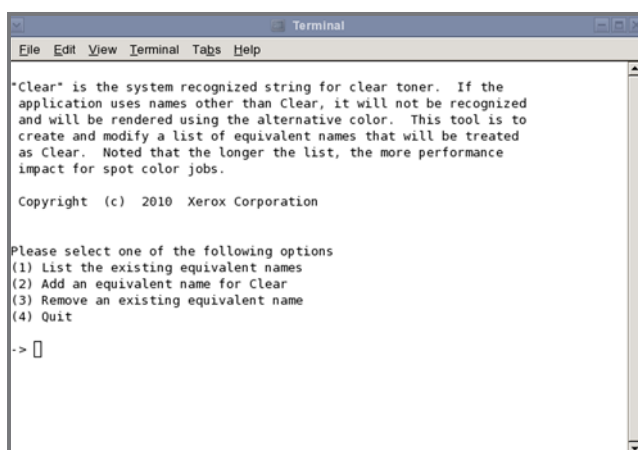 Terminal
File Edit View Terminal Tabs Help
"Clear" is the system recognized string for clear toner. If the
application uses names other than Clear, it will not be recognized
and will be rendered using the alternative color. This tool is to
create and modify a list of equivalent names that will be treated
as Clear. Noted that the longer the list, the more performance
impact for spot color jobs.
Copyright (c) 2010 Xerox Corporation
Please select one of the following options
(1) List the existing equivalent names
(2) Add an equivalent name for Clear
(3) Remove an existing equivalent name
(4) Quit
->